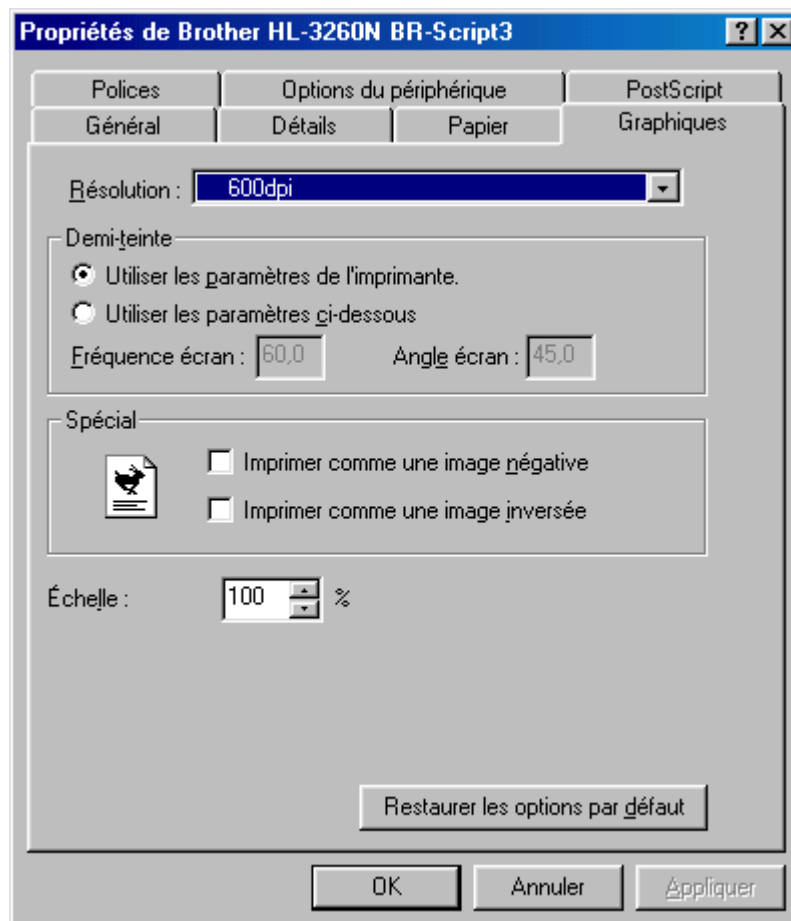 Propriétés de Brother HL-3260N BR-Script3
Polices Options du périphérique PostScript
Général Détails Papier Graphiques
Résolution : 600dpi
Demi-teinte
Utiliser les paramètres de l'imprimante.
Utiliser les paramètres ci-dessous
Fréquence écran : 60,0 Angle écran : 45,0
Spécial
Imprimer comme une image négative
Imprimer comme une image inversée
Échelle : 100 %
Restaurer les options par défaut
OK Annuler Appliquer